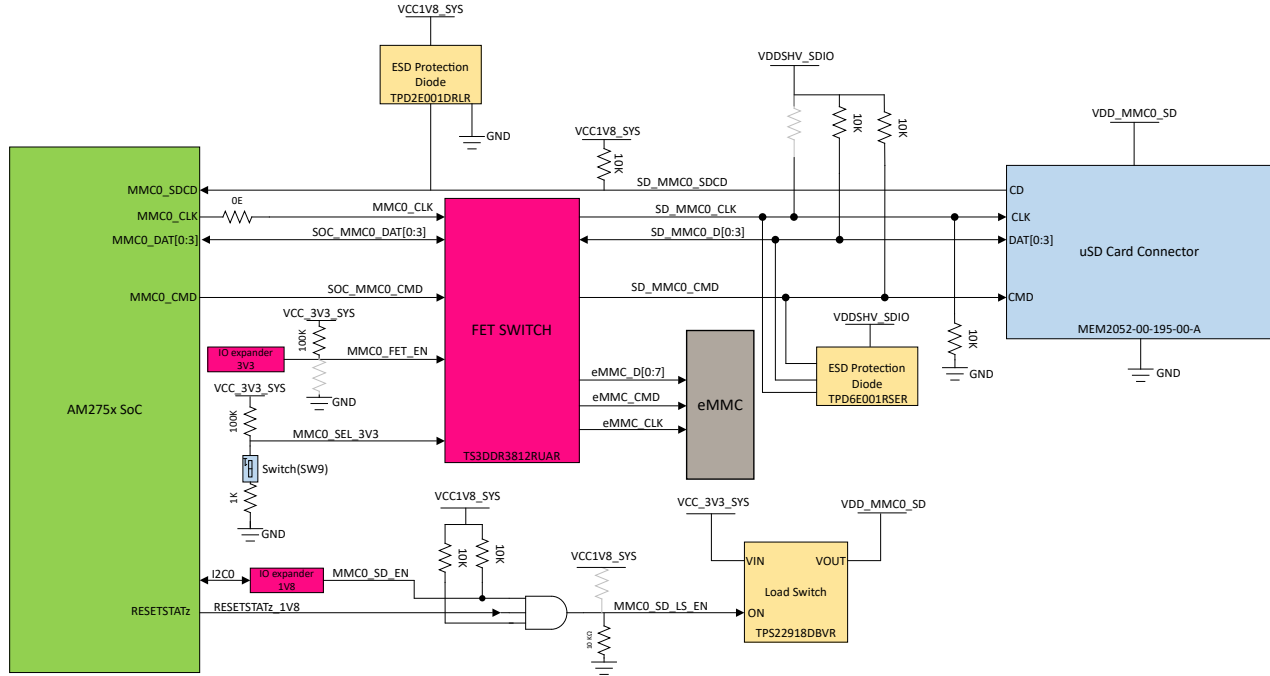 VCC1V8_SYS
ESD Protection
Diode
TPD2E001DRLR
GND
VDDSHV_SDIO
10K
10K
VCC1V8_SYS
10K
VDD_MMC0_SD
MMC0_SDCD
SD_MMC0_SDCD
CD
0E
MMC0_CLK
MMC0_CLK
SD_MMC0_CLK
CLK
MMC0_DAT[0:3]
SOC_MMC0_DAT[0:3]
SD_MMC0_D[0:3]
DAT[0:3]
uSD Card Connector
MMC0_CMD
SOC_MMC0_CMD
SD_MMC0_CMD
CMD
MEM2052-00-195-00-A
GND
FET SWITCH
TS3DDR3812RUAR
VCC_3V3_SYS
100K
IO expander
3V3
MMC0_FET_EN
GND
VDDSHV_SDIO
ESD Protection
Diode
TPD6E001RSER
10K
GND
AM275x SoC
VCC_3V3_SYS
100K
MMC0_SEL_3V3
1
Switch(SW9)
1K
GND
eMMC_D[0:7]
eMMC_CMD
eMMC_CLK
eMMC
VCC1V8_SYS
10K
10K
I2C0
IO expander
1V8
MMC0_SD_EN
RESETSTATz
RESETSTATz_1V8
VCC1V8_SYS
MMC0_SD_LS_EN
10 KΩ
VCC_3V3_SYS
VDD_MMC0_SD
VIN
VOUT
Load Switch
ON
TPS22918DBVR